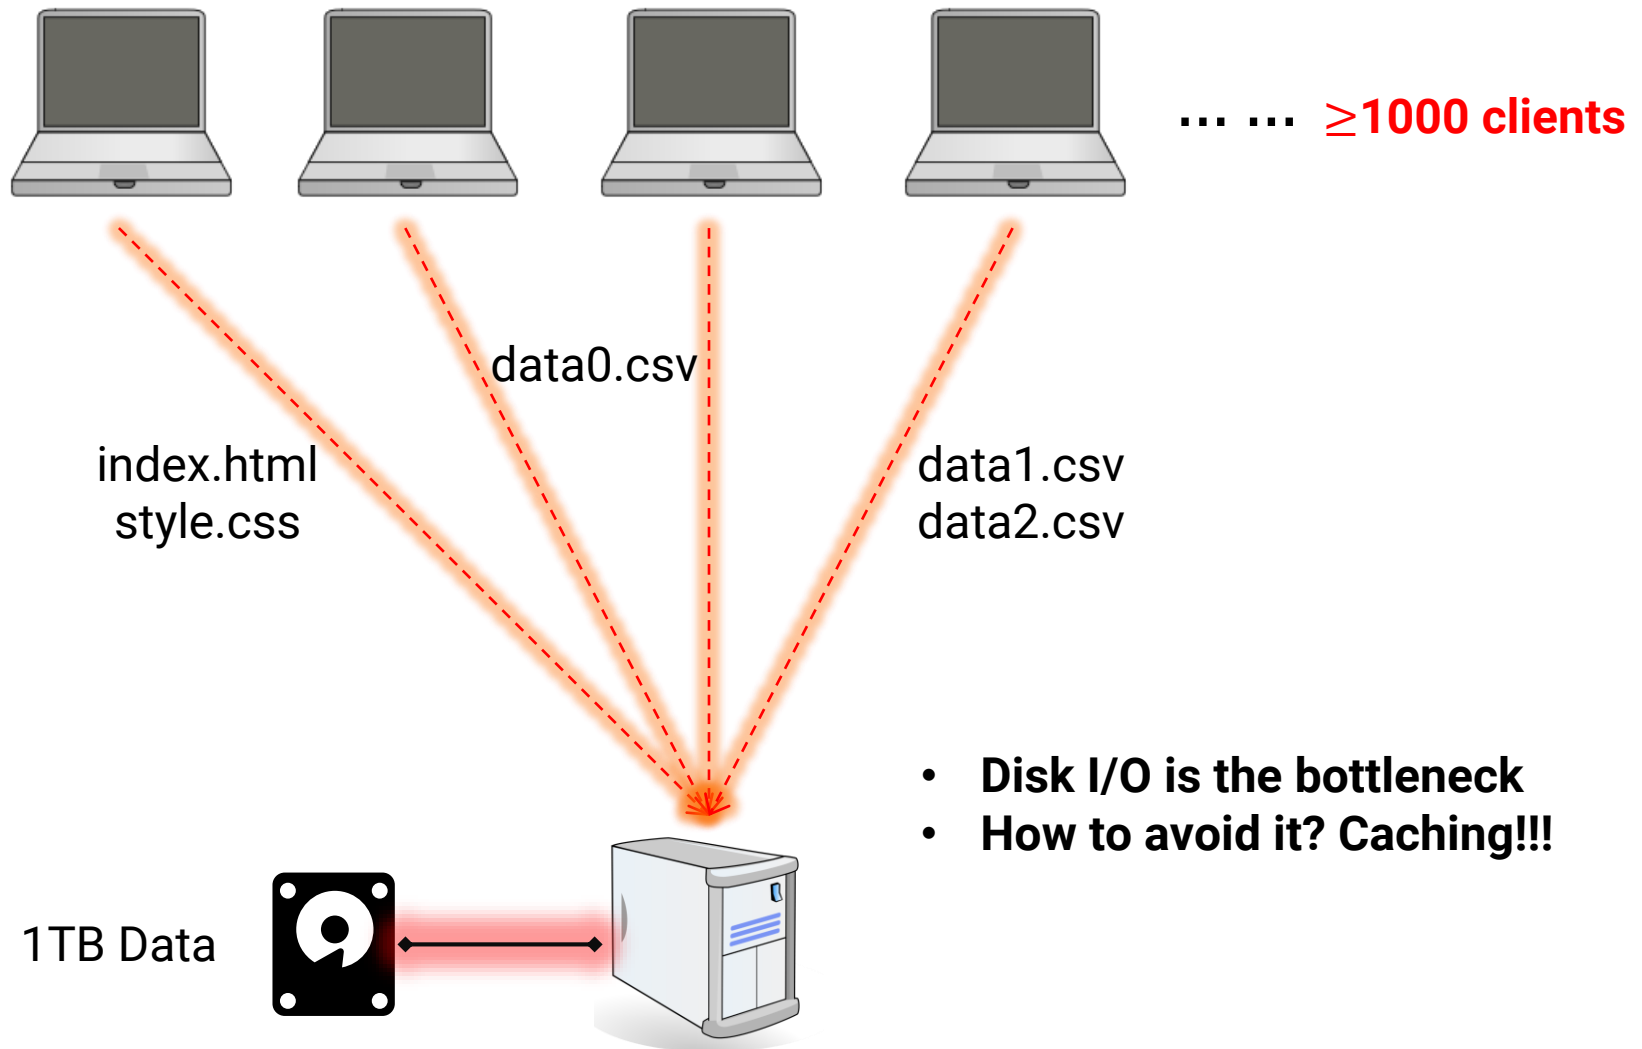 ... ... ≥1000 clients
data0.csv
index.html
style.css
data1.csv
data2.csv
• Disk I/O is the bottleneck
• How to avoid it? Caching!!!
1TB Data